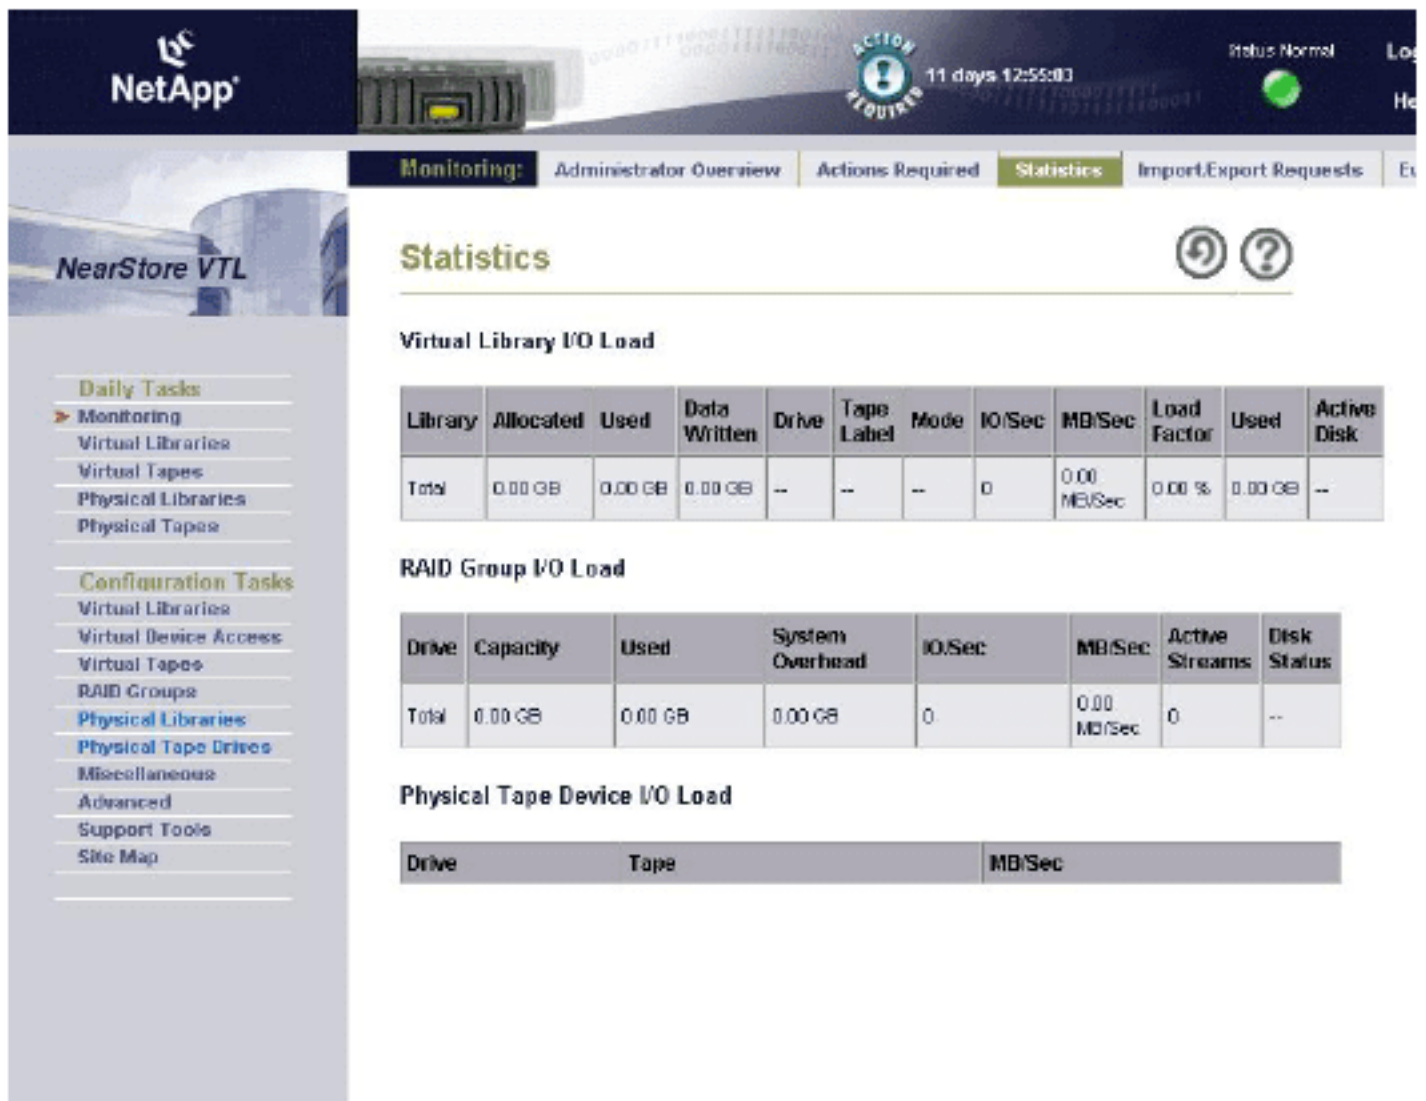 NetApp
ACTION REQUIRED
11 days 12:55:03
Status Normal
Monitoring:
Administrator Overview
Actions Required
Statistics
Import/Export Requests
NearStore VTL
Daily Tasks
Monitoring
Virtual Libraries
Virtual Tapes
Physical Libraries
Physical Tapes
Configuration Tasks
Virtual Libraries
Virtual Device Access
Virtual Tapes
RAID Groups
Physical Libraries
Physical Tape Drives
Miscellaneous
Advanced
Support Tools
Site Map
Statistics
Virtual Library I/O Load
Library Allocated Used Data Written Drive Tape Label Mode IO/Sec MB/Sec Load Factor Used Active Disk
Total 0.00 GB 0.00 GB 0.00 GB -- -- -- 0 0.00 MB/Sec 0.00 % 0.00 GB --
RAID Group I/O Load
Drive Capacity Used System Overhead IO/Sec MB/Sec Active Streams Disk Status
Total 0.00 GB 0.00 GB 0.00 GB 0 0.00 MB/Sec 0 --
Physical Tape Device I/O Load
Drive Tape MB/Sec